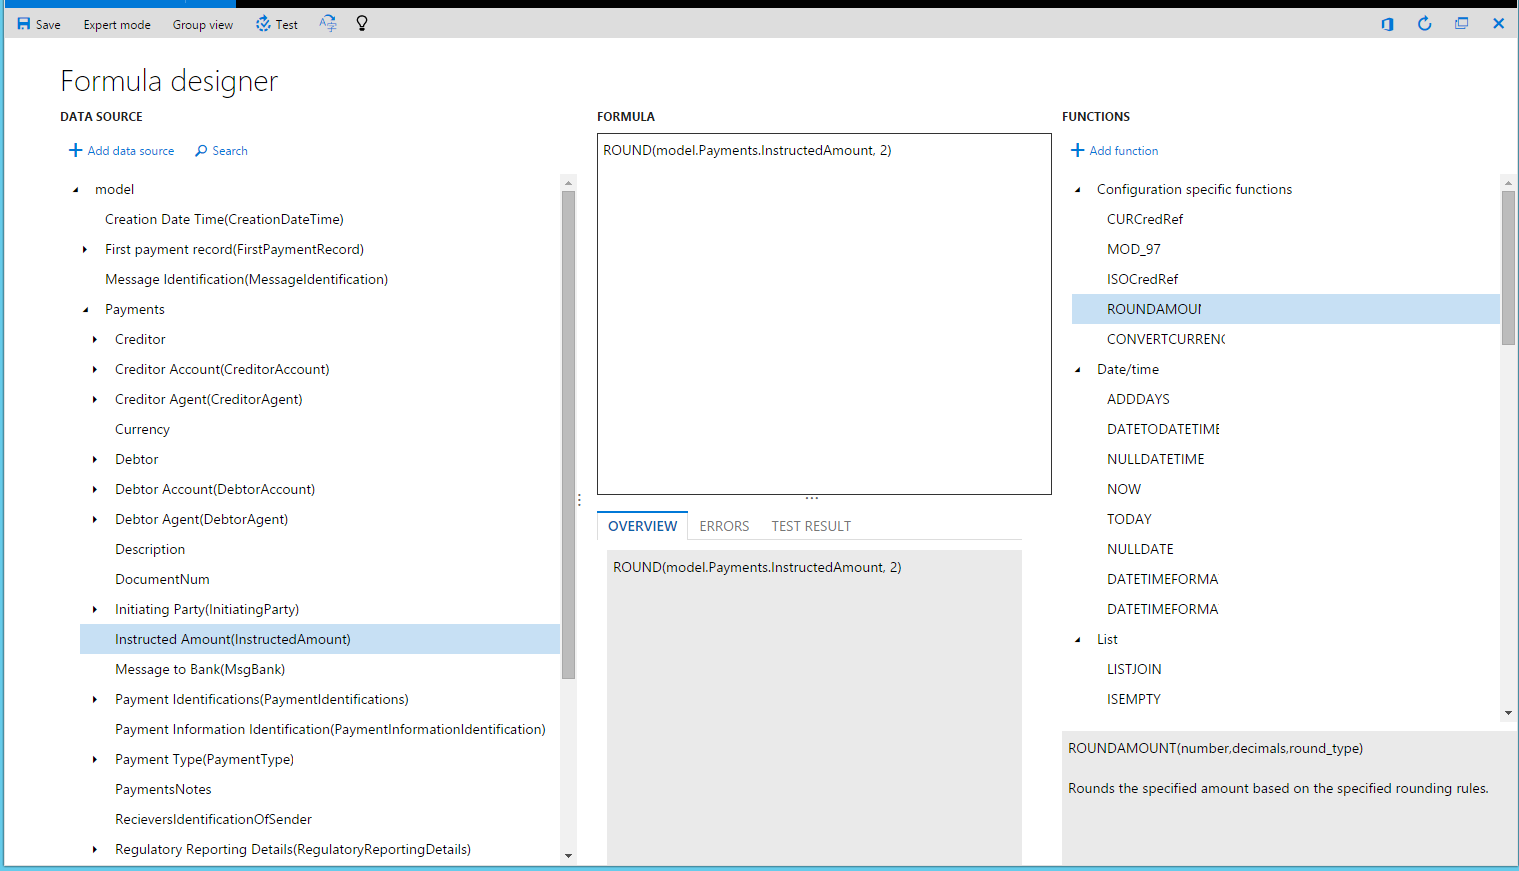 Save Expert mode Group view Test
Formula designer
DATA SOURCE
Add data source Search
model
Creation Date Time(CreationDateTime)
First payment record(FirstPaymentRecord)
Message Identification(MessageIdentification)
Payments
Creditor
Creditor Account(CreditorAccount)
Creditor Agent(CreditorAgent)
Currency
Debtor
Debtor Account(DebtorAccount)
Debtor Agent(DebtorAgent)
Description
DocumentNum
Initiating Party(InitiatingParty)
Instructed Amount(InstructedAmount)
Message to Bank(MsgBank)
Payment Identifications(PaymentIdentifications)
Payment Information Identification(PaymentInformationIdentification)
Payment Type(PaymentType)
PaymentsNotes
RecieversIdentificationOfSender
Regulatory Reporting Details(RegulatoryReportingDetails)
FORMULA
ROUND(model.Payments.InstructedAmount, 2)
OVERVIEW ERRORS TEST RESULT
ROUND(model.Payments.InstructedAmount, 2)
FUNCTIONS
Add function
Configuration specific functions
CURCredRef
MOD_97
ISOCredRef
ROUNDAMOUN
CONVERTCURRENC
Date/time
ADDDAYS
DATETODATETIME
NULLDATETIME
NOW
TODAY
NULLDATE
DATETIMEFORMA
DATETIMEFORMA
List
LISTJOIN
ISEMPTY
ROUNDAMOUNT(number,decimals,round_type)
Rounds the specified amount based on the specified rounding rules.